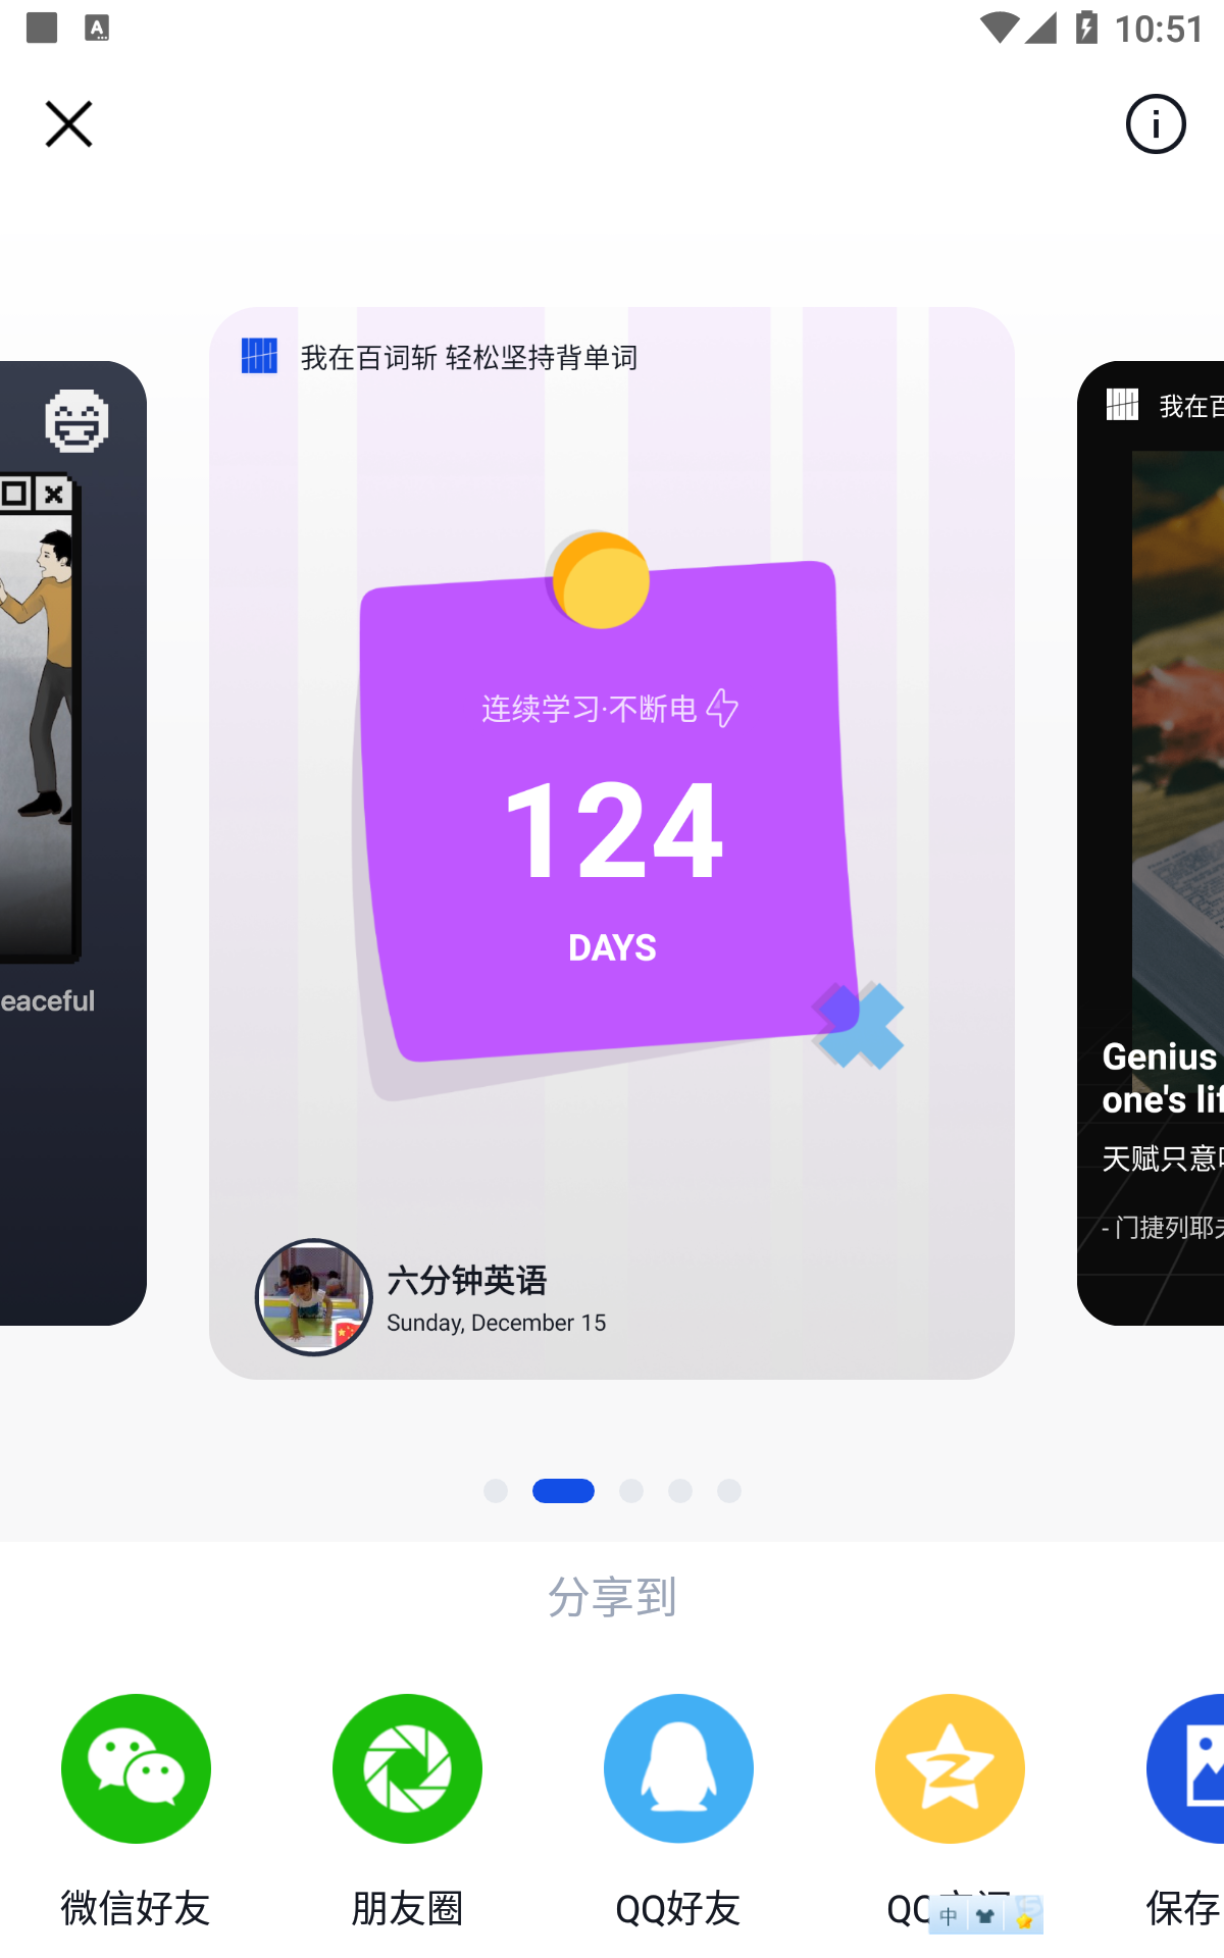 10:51
我在百词斩 轻松坚持背单词
我在百
连续学习·不断电
124
DAYS
eaceful
Genius
one's lif
天赋只意
- 门捷列耶
六分钟英语
Sunday, December 15
分享到
微信好友
朋友圈
QQ好友
保存
中